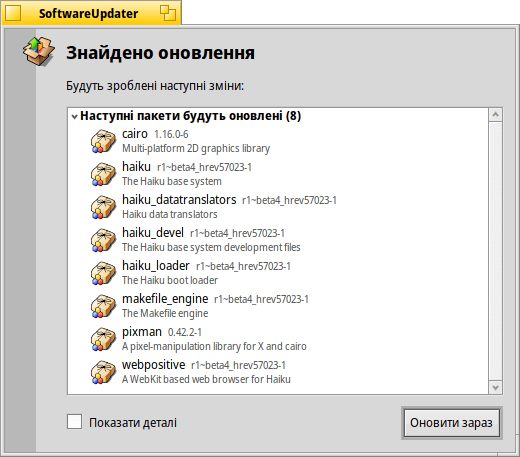 SoftwareUpdater
Знайдено оновлення
Будуть зроблені наступні зміни:
Наступні пакети будуть оновлені (8)
cairo 1.16.0-6
Multi-platform 2D graphics library
haiku r1~beta4_hrev57023-1
The Haiku base system
haiku_datatranslators r1~beta4_hrev57023-1
Haiku data translators
haiku_devel r1~beta4_hrev57023-1
The Haiku base system development files
haiku_loader r1~beta4_hrev57023-1
The Haiku boot loader
makefile_engine r1~beta4_hrev57023-1
The Makefile engine
pixman 0.42.2-1
A pixel-manipulation library for X and cairo
webpositive r1~beta4_hrev57023-1
A WebKit based web browser for Haiku
Показати деталі
Оновити зараз